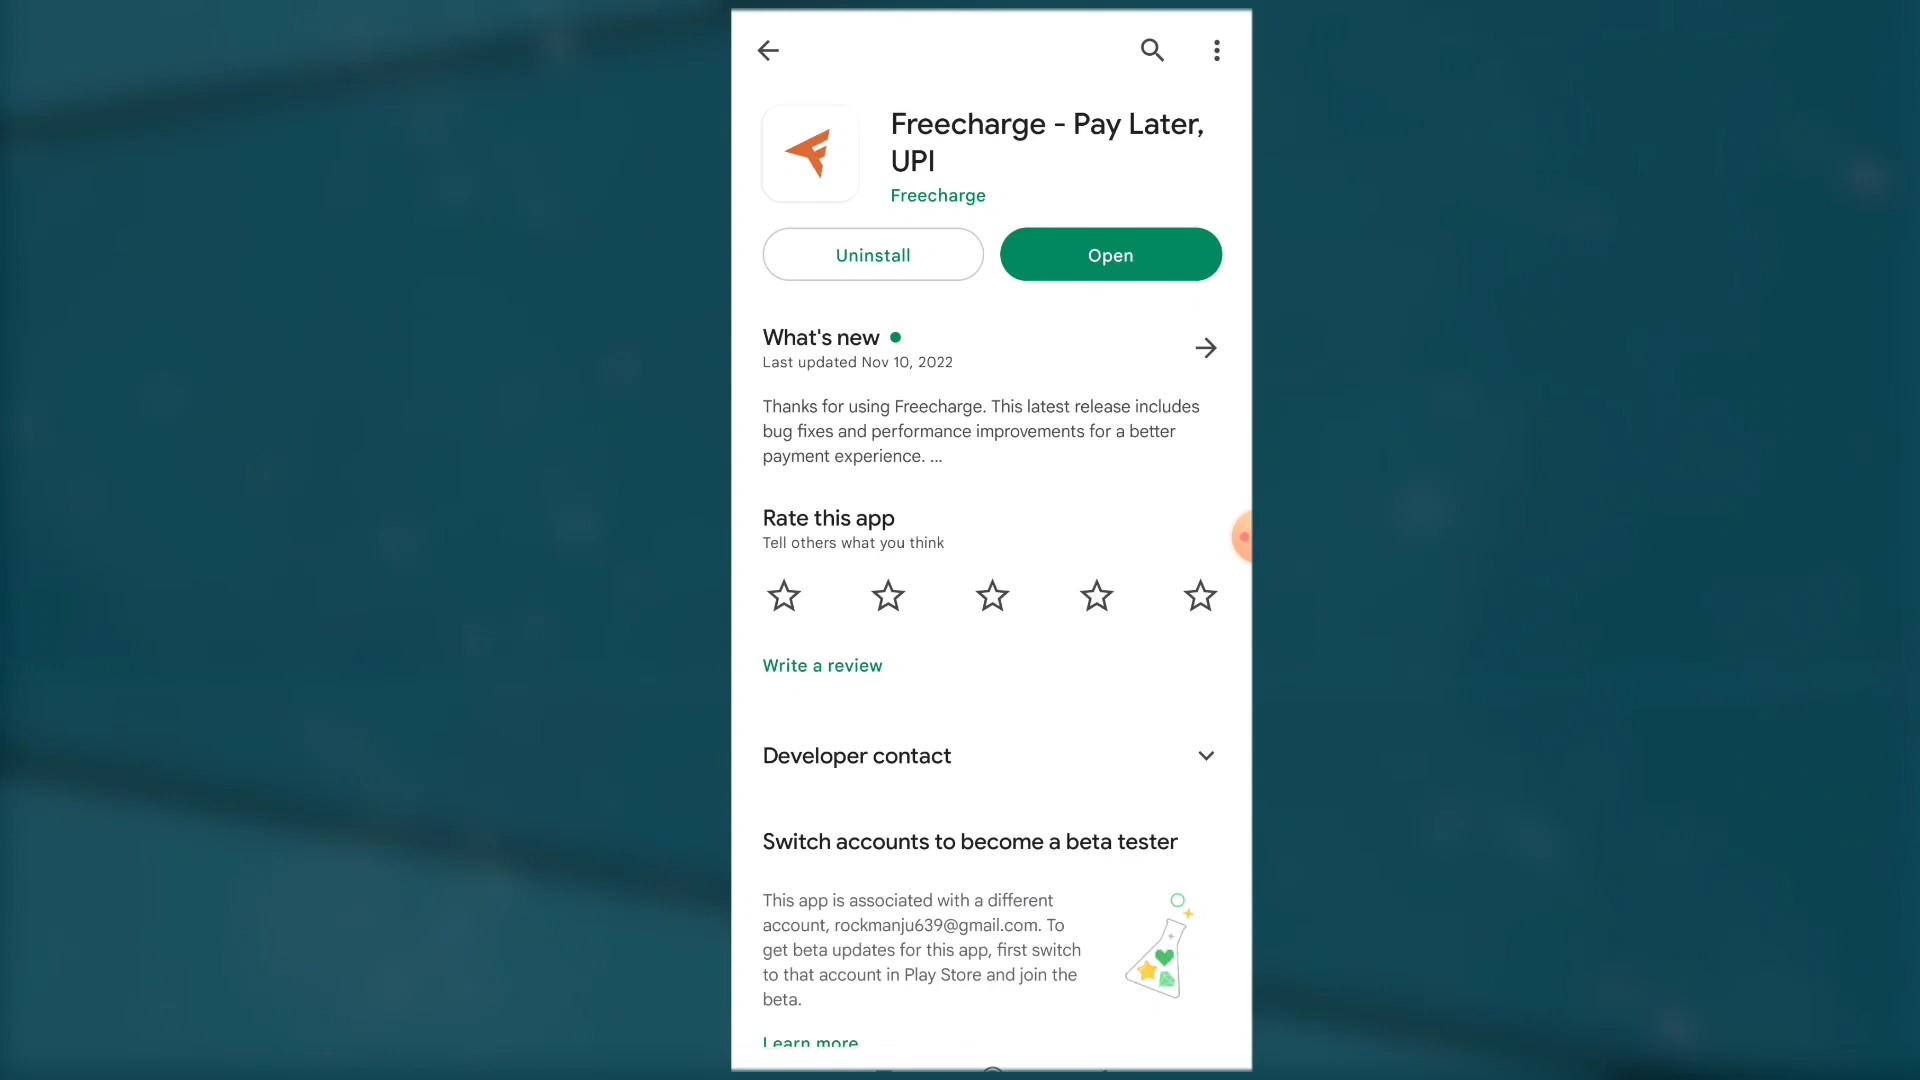 Freecharge - Pay Later,
UPI
Freecharge
Uninstall
Open
What's new
Last updated Nov 10, 2022
Thanks for using Freecharge. This latest release includes
bug fixes and performance improvements for a better
payment experience. ...
Rate this app
Tell others what you think
Write a review
Developer contact
Switch accounts to become a beta tester
This app is associated with a different
account, rockmanju639@gmail.com. To
get beta updates for this app, first switch
to that account in Play Store and join the
beta.
Learn more